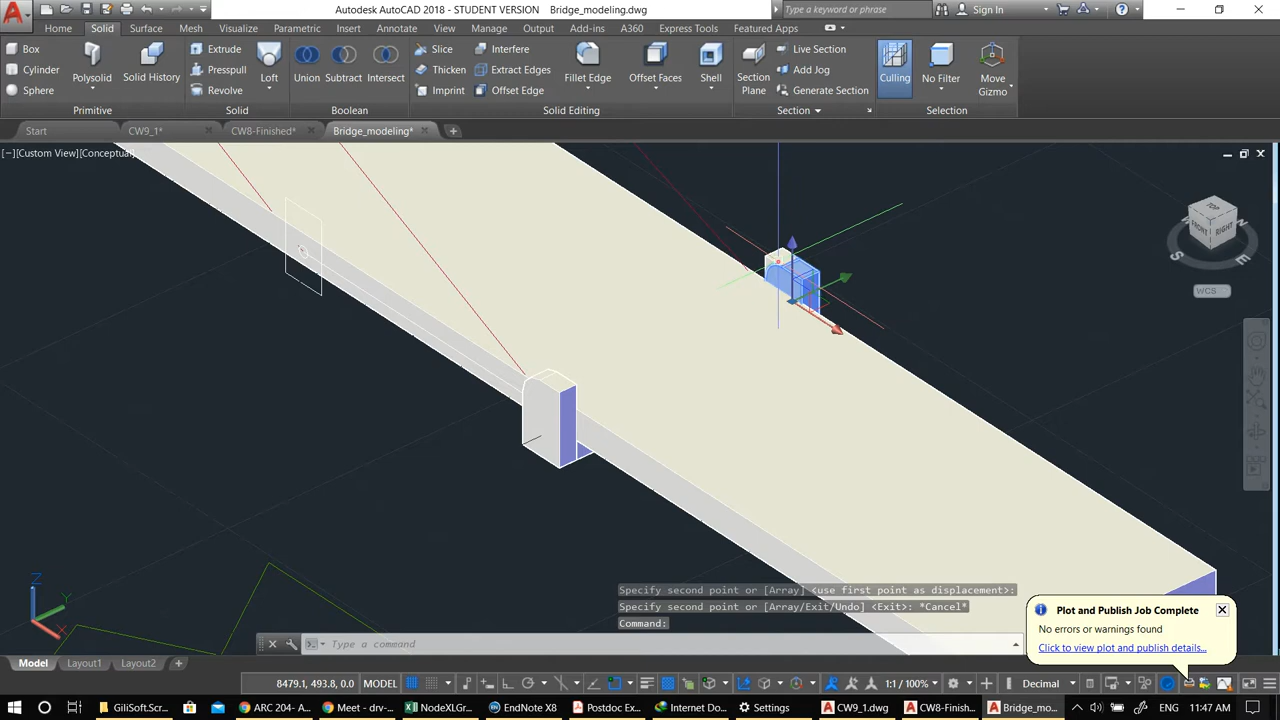 Autodesk AutoCAD 2018 - STUDENT VERSION Bridge_modeling.dwg
Type a keyword or phrase
Sign In
Home Solid Surface Mesh Visualize Parametric Insert Annotate View Manage Output Add-ins A360 Express Tools Featured Apps
Box
Cylinder
Sphere
Polysolid
Solid History
Extrude
Presspull
Revolve
Loft
Union
Subtract
Intersect
Slice
Thicken
Imprint
Interfere
Extract Edges
Offset Edge
Fillet Edge
Offset Faces
Shell
Section Plane
Live Section
Add Jog
Generate Section
Culling
No Filter
Move Gizmo
Primitive Solid Boolean Solid Editing Section Selection
Start CW9_1* CW8-Finished* Bridge_modeling*
[−][Custom View][Conceptual]
TOP
FRONT RIGHT
S E
WCS
Z
Y
X
Specify second point or [Array] <use first point as displacement>:
Specify second point or [Array/Exit/Undo] <Exit>: *Cancel*
Command:
Type a command
Plot and Publish Job Complete
No errors or warnings found
Click to view plot and publish details...
Model Layout1 Layout2
8479.1, 493.8, 0.0 MODEL 1:1 / 100% Decimal
GiliSoft.Scr... ARC 204- A... Meet - drv-... NodeXLGr... EndNote X8 Postdoc Ex... Internet Do... Settings CW9_1.dwg CW8-Finish... Bridge_mo... 11:47 AM